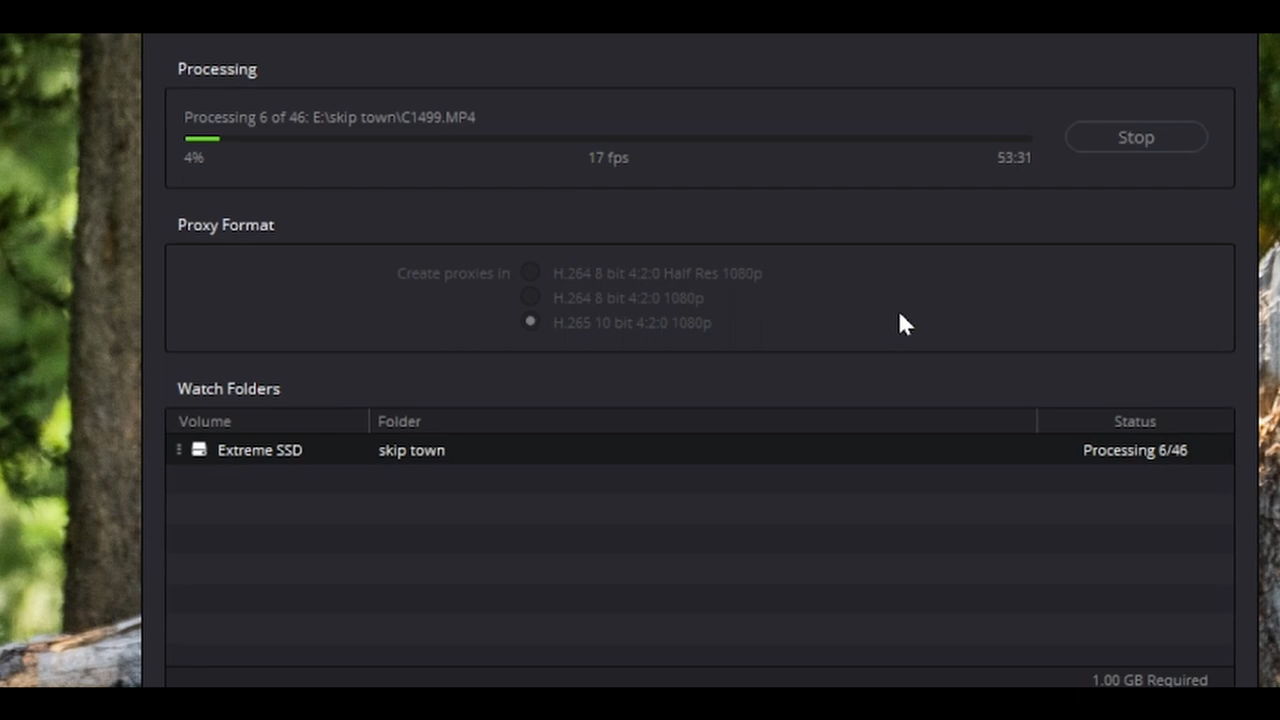 Processing
Processing 6 of 46: E:\skip town\C1499.MP4
Stop
4% 17 fps 53:31
Proxy Format
Create proxies in H.264 8 bit 4:2:0 Half Res 1080p
H.264 8 bit 4:2:0 1080p
H.265 10 bit 4:2:0 1080p
Watch Folders
Volume Folder Status
Extreme SSD skip town Processing 6/46
1.00 GB Required